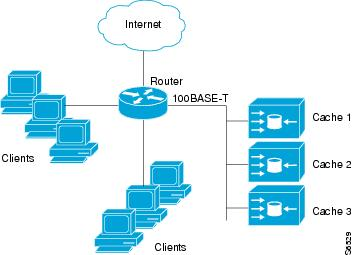 Internet
Router
100BASE-T
Cache 1
Clients
Cache 2
Cache 3
Clients
S6529